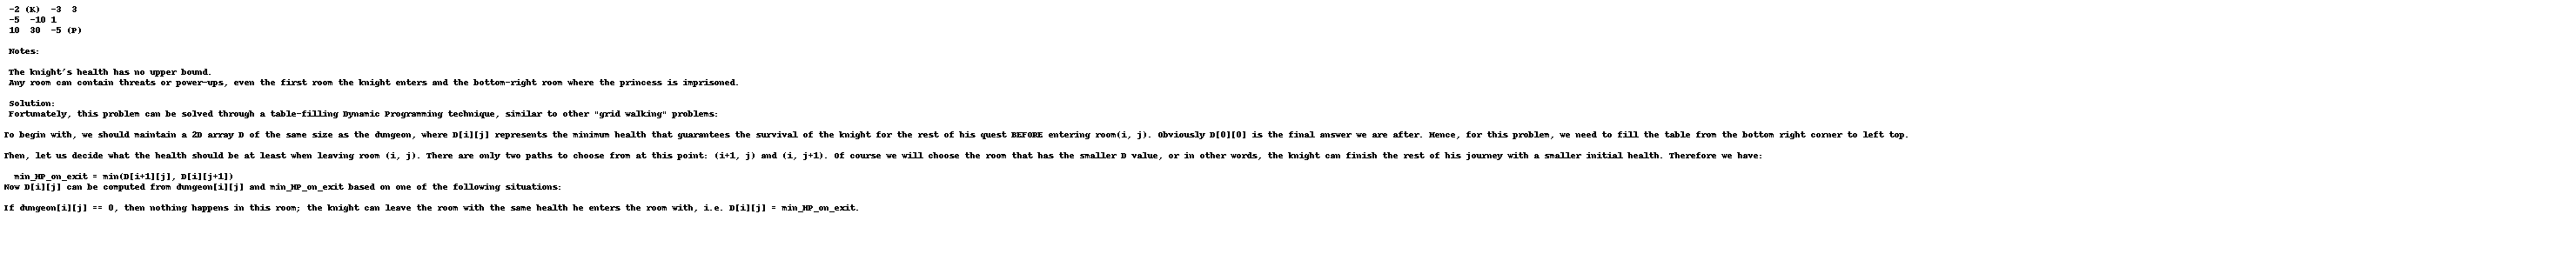 -2 (K)  -3  3
-5  -10 1
10  30  -5 (P)
Notes:
The knight's health has no upper bound.
Any room can contain threats or power-ups, even the first room the knight enters and the bottom-right room where the princess is imprisoned.
Solution:
Fortunately, this problem can be solved through a table-filling Dynamic Programming technique, similar to other "grid walking" problems:
To begin with, we should maintain a 2D array D of the same size as the dungeon, where D[i][j] represents the minimum health that guarantees the survival of the knight for the rest of his quest BEFORE entering room(i, j). Obviously D[0][0] is the final answer we are after. Hence, for this problem, we need to fill the table from the bottom right corner to left top.
Then, let us decide what the health should be at least when leaving room (i, j). There are only two paths to choose from at this point: (i+1, j) and (i, j+1). Of course we will choose the room that has the smaller D value, or in other words, the knight can finish the rest of his journey with a smaller initial health. Therefore we have:
min_HP_on_exit = min(D[i+1][j], D[i][j+1])
Now D[i][j] can be computed from dungeon[i][j] and min_HP_on_exit based on one of the following situations:
If dungeon[i][j] == 0, then nothing happens in this room; the knight can leave the room with the same health he enters the room with, i.e. D[i][j] = min_HP_on_exit.